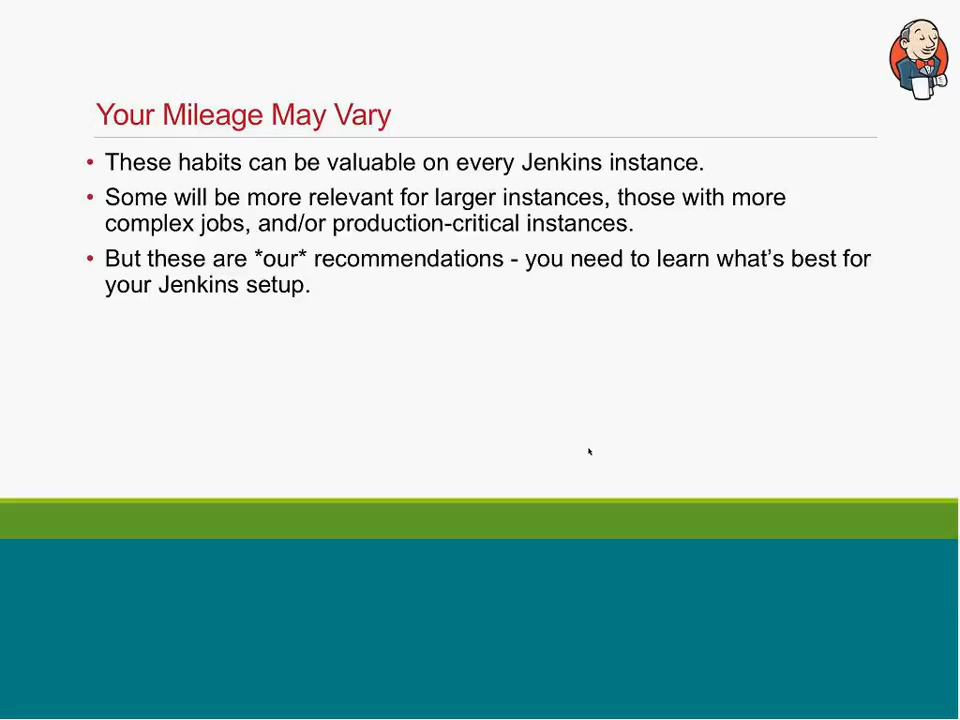 Your Mileage May Vary
• These habits can be valuable on every Jenkins instance.
• Some will be more relevant for larger instances, those with more
complex jobs, and/or production-critical instances.
• But these are *our* recommendations - you need to learn what’s best for
your Jenkins setup.